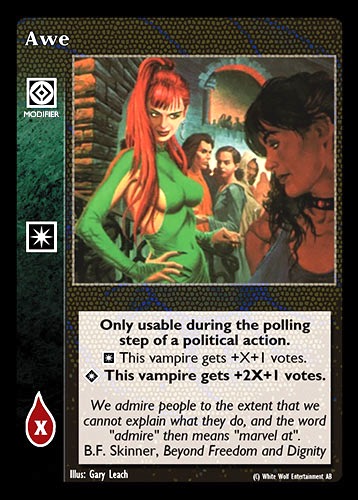 Awe
MODIFIER
Only usable during the polling
step of a political action.
This vampire gets +X+1 votes.
This vampire gets +2X+1 votes.
We admire people to the extent that we
cannot explain what they do, and the word
"admire" then means "marvel at".
B.F. Skinner, Beyond Freedom and Dignity
X
Illus: Gary Leach
(C) White Wolf Entertainment AB